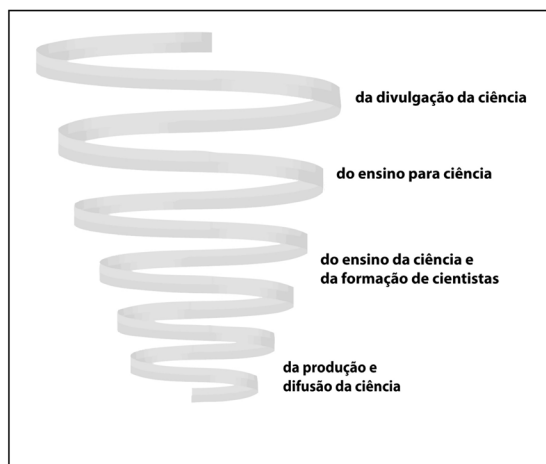 da divulgação da ciência
do ensino para ciência
do ensino da ciência e
da formação de cientistas
da produção e
difusão da ciência